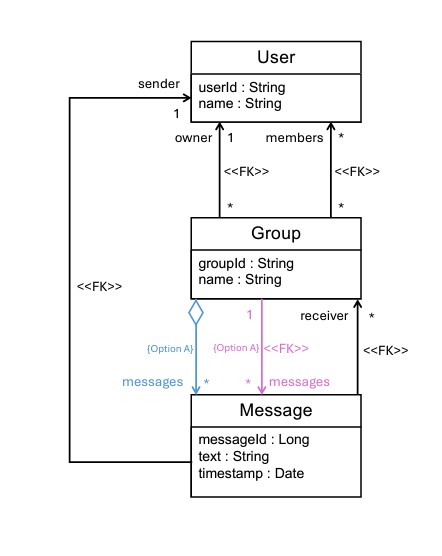 User
sender
userId : String
name : String
1
owner
1
members
*
<<FK>>
<<FK>>
*
*
Group
groupId : String
name : String
<<FK>>
1
receiver
*
{Option A}
{Option A}
<<FK>>
<<FK>>
messages
*
*
messages
Message
messageId : Long
text : String
timestamp : Date